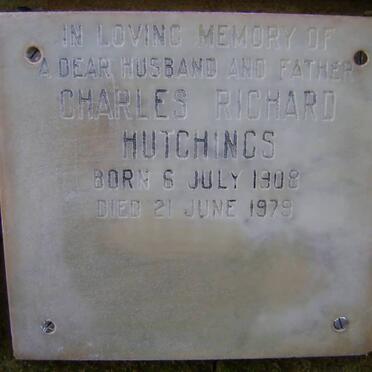 IN LOVING MEMORY OF
A DEAR HUSBAND AND FATHER
CHARLES RICHARD
HUTCHINGS
BORN 6 JULY 1908
DIED 21 JUNE 1979